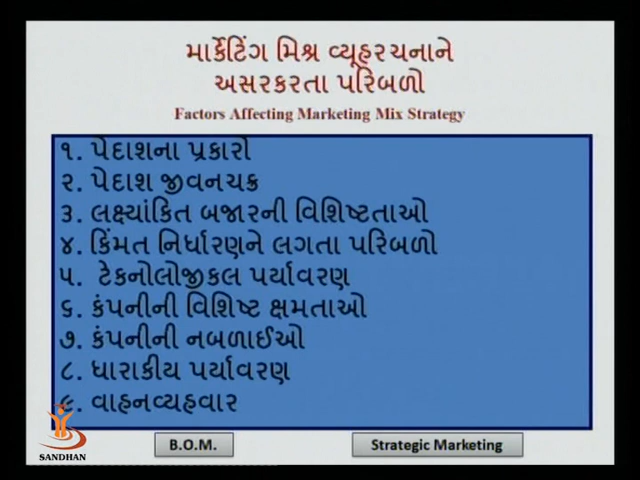 માર્કેટિંગ મિશ્ર વ્યૂહરચનાને
અસરકરતા પરિબળો
Factors Affecting Marketing Mix Strategy
૧. પેદાશના પ્રકારો
૨. પેદાશ જીવનચક્ર
૩. લક્ષ્યાંકિત બજારની વિશિષ્ટતાઓ
૪. કિંમત નિર્ધારણને લગતા પરિબળો
૫. ટેકનોલોજીકલ પર્યાવરણ
૬. કંપનીની વિશિષ્ટ ક્ષમતાઓ
૭. કંપનીની નબળાઈઓ
૮. ધારાકીય પર્યાવરણ
૯. વાહનવ્યહવાર
SANDHAN
B.O.M.
Strategic Marketing